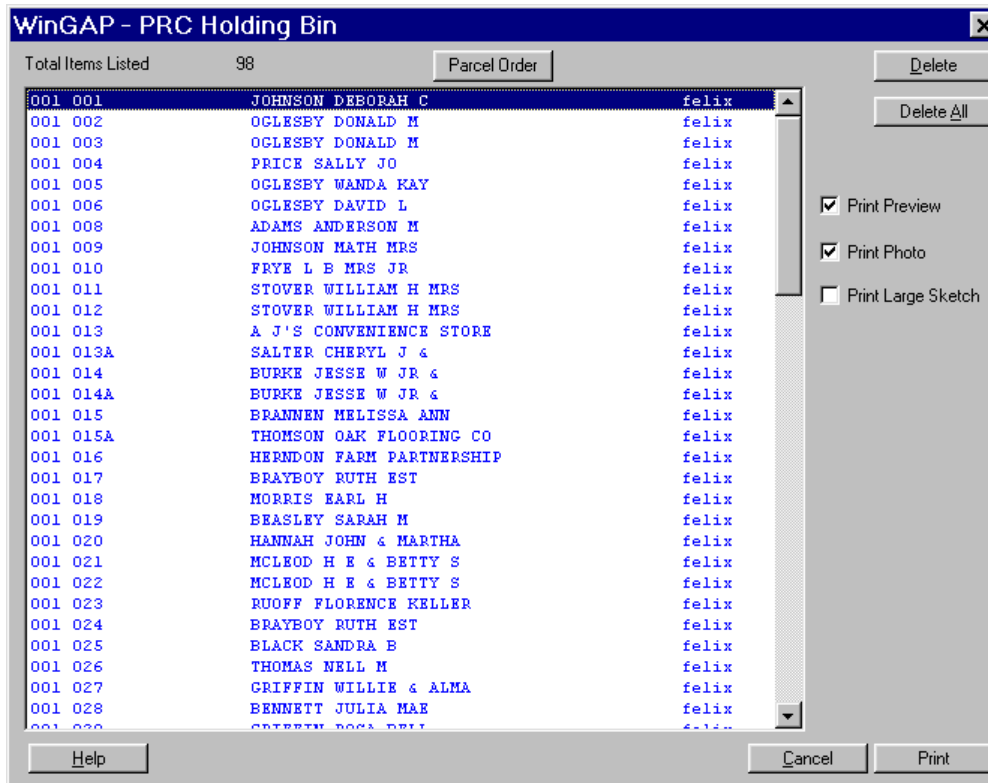 WinGAP - PRC Holding Bin
Total Items Listed 98 Parcel Order Delete
Delete All
001 001 JOHNSON DEBORAH C felix
001 002 OGLESBY DONALD M felix
001 003 OGLESBY DONALD M felix
001 004 PRICE SALLY JO felix
001 005 OGLESBY WANDA KAY felix
001 006 OGLESBY DAVID L felix
001 008 ADAMS ANDERSON M felix
001 009 JOHNSON MATH MRS felix
001 010 FRYE L B MRS JR felix
001 011 STOVER WILLIAM H MRS felix
001 012 STOVER WILLIAM H MRS felix
001 013 A J'S CONVENIENCE STORE felix
001 013A SALTER CHERYL J & felix
001 014 BURKE JESSE W JR & felix
001 014A BURKE JESSE W JR & felix
001 015 BRANNEN MELISSA ANN felix
001 015A THOMSON OAK FLOORING CO felix
001 016 HERNDON FARM PARTNERSHIP felix
001 017 BRAYBOY RUTH EST felix
001 018 MORRIS EARL H felix
001 019 BEASLEY SARAH M felix
001 020 HANNAH JOHN & MARTHA felix
001 021 MCLEOD H E & BETTY S felix
001 022 MCLEOD H E & BETTY S felix
001 023 RUOFF FLORENCE KELLER felix
001 024 BRAYBOY RUTH EST felix
001 025 BLACK SANDRA B felix
001 026 THOMAS NELL M felix
001 027 GRIFFIN WILLIE & ALMA felix
001 028 BENNETT JULIA MAE felix
Print Preview
Print Photo
Print Large Sketch
Help Cancel Print